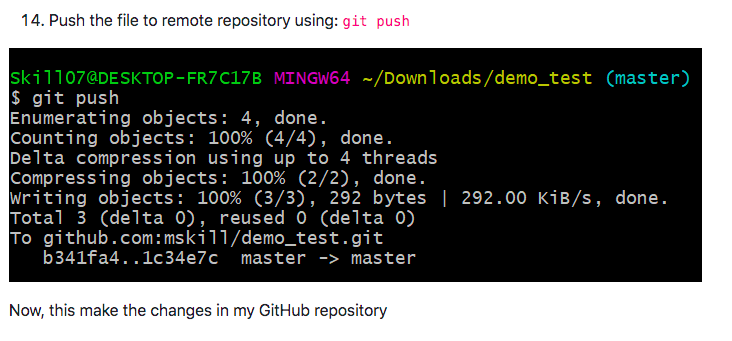 14. Push the file to remote repository using: git push
Skill07@DESKTOP-FR7C17B MINGW64 ~/Downloads/demo_test (master)
$ git push
Enumerating objects: 4, done.
Counting objects: 100% (4/4), done.
Delta compression using up to 4 threads
Compressing objects: 100% (2/2), done.
Writing objects: 100% (3/3), 292 bytes | 292.00 KiB/s, done.
Total 3 (delta 0), reused 0 (delta 0)
To github.com:mskill/demo_test.git
   b341fa4..1c34e7c  master -> master
Now, this make the changes in my GitHub repository